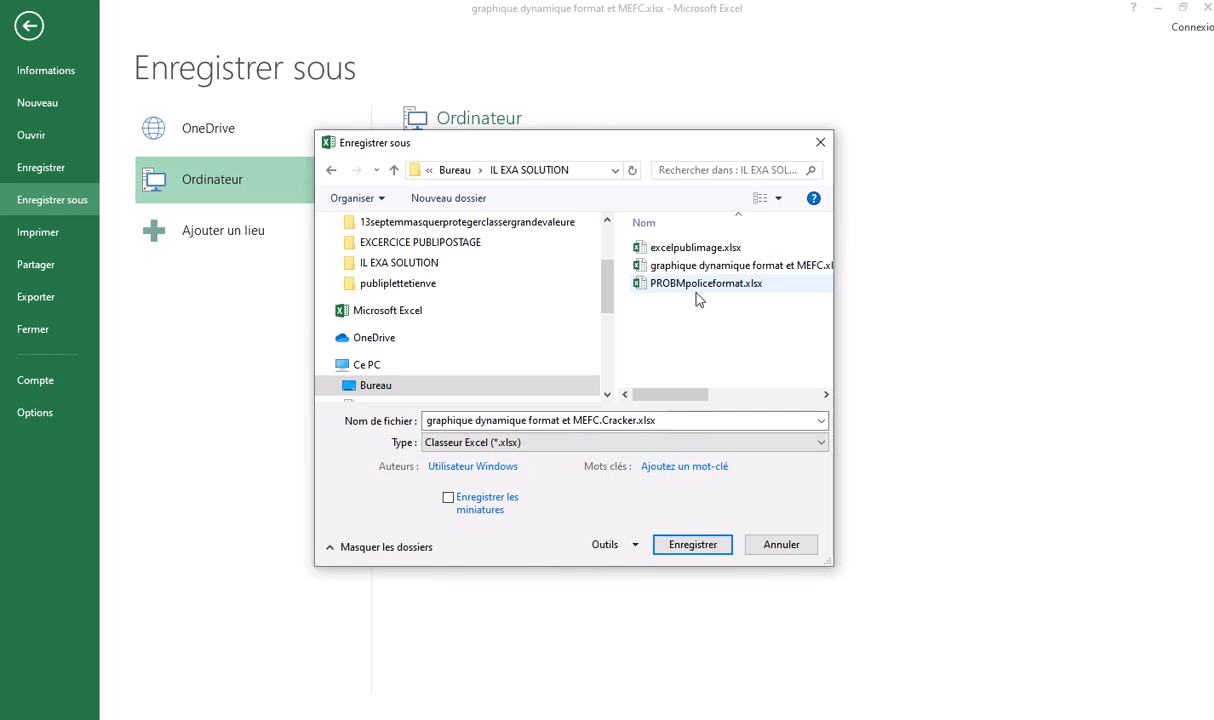 graphique dynamique format et MEFC.xlsx - Microsoft Excel
?
Connexio
Informations
Nouveau
Ouvrir
Enregistrer
Enregistrer sous
Imprimer
Partager
Exporter
Fermer
Compte
Options
Enregistrer sous
OneDrive
Ordinateur
Ajouter un lieu
Ordinateur
Enregistrer sous
« Bureau › IL EXA SOLUTION
Rechercher dans : IL EXA SOL...
Organiser
Nouveau dossier
?
13septemmasquerprotegerclassergrandevaleure
EXCERCICE PUBLIPOSTAGE
IL EXA SOLUTION
publiplettetienve
Microsoft Excel
OneDrive
Ce PC
Bureau
Nom
excelpublimage.xlsx
graphique dynamique format et MEFC.xl
PROBMpoliceformat.xlsx
Nom de fichier : graphique dynamique format et MEFC.Cracker.xlsx
Type : Classeur Excel (*.xlsx)
Auteurs : Utilisateur Windows
Mots clés : Ajoutez un mot-clé
Enregistrer les
miniatures
Masquer les dossiers
Outils
Enregistrer
Annuler